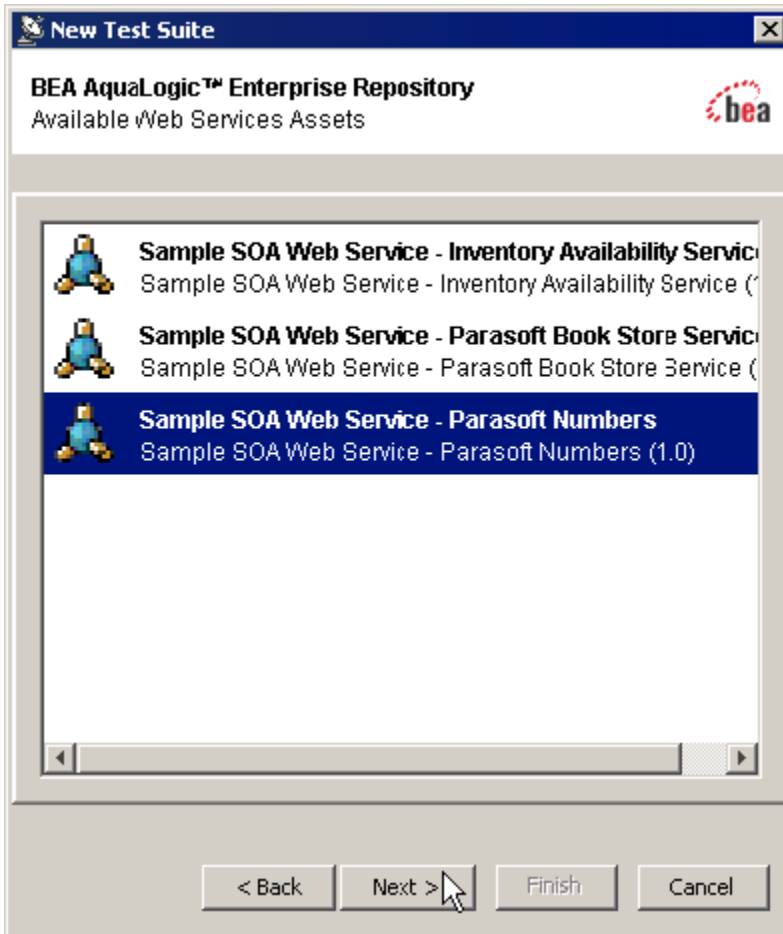 New Test Suite
BEA AquaLogic™ Enterprise Repository
Available Web Services Assets
bea
Sample SOA Web Service - Inventory Availability Servic
Sample SOA Web Service - Inventory Availability Service (
Sample SOA Web Service - Parasoft Book Store Servic
Sample SOA Web Service - Parasoft Book Store Service (
Sample SOA Web Service - Parasoft Numbers
Sample SOA Web Service - Parasoft Numbers (1.0)
< Back
Next >
Finish
Cancel